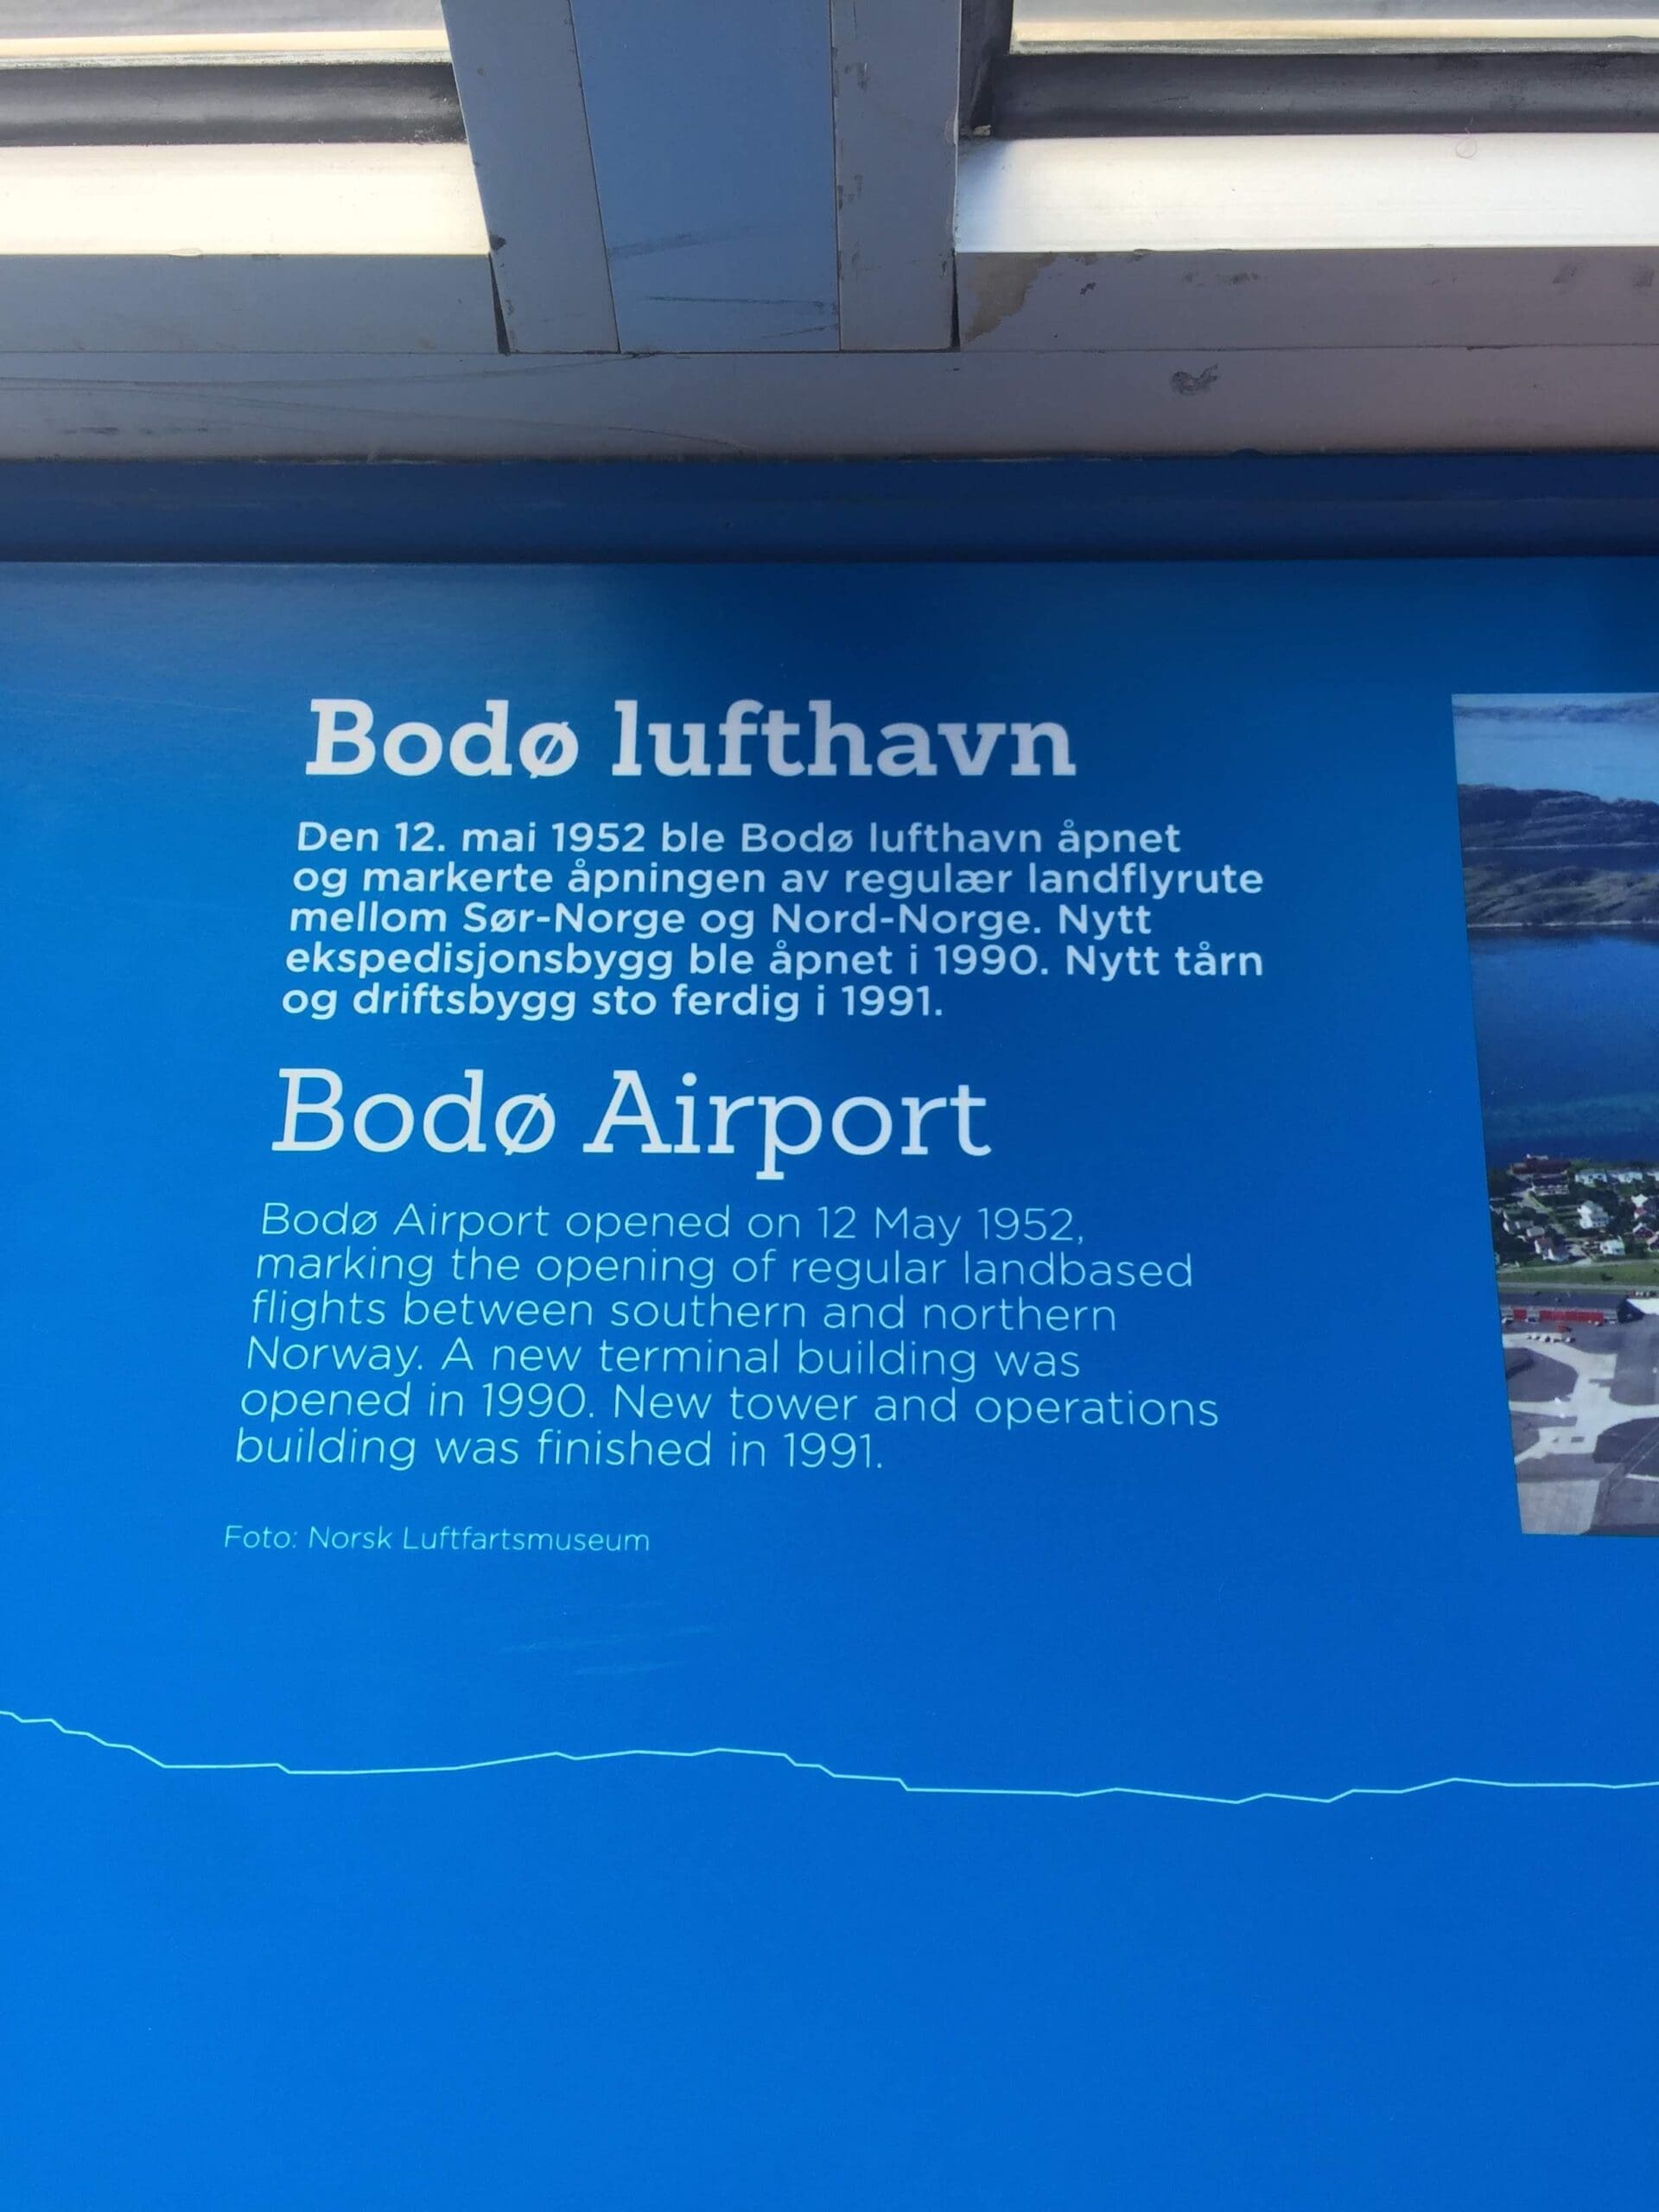 Bodø lufthavn
Den 12. mai 1952 ble Bodø lufthavn åpnet
og markerte åpningen av regulær landflyrute
mellom Sør-Norge og Nord-Norge. Nytt
ekspedisjonsbygg ble åpnet i 1990. Nytt tårn
og driftsbygg sto ferdig i 1991.
Bodø Airport
Bodø Airport opened on 12 May 1952,
marking the opening of regular landbased
flights between southern and northern
Norway. A new terminal building was
opened in 1990. New tower and operations
building was finished in 1991.
Foto: Norsk Luftfartsmuseum